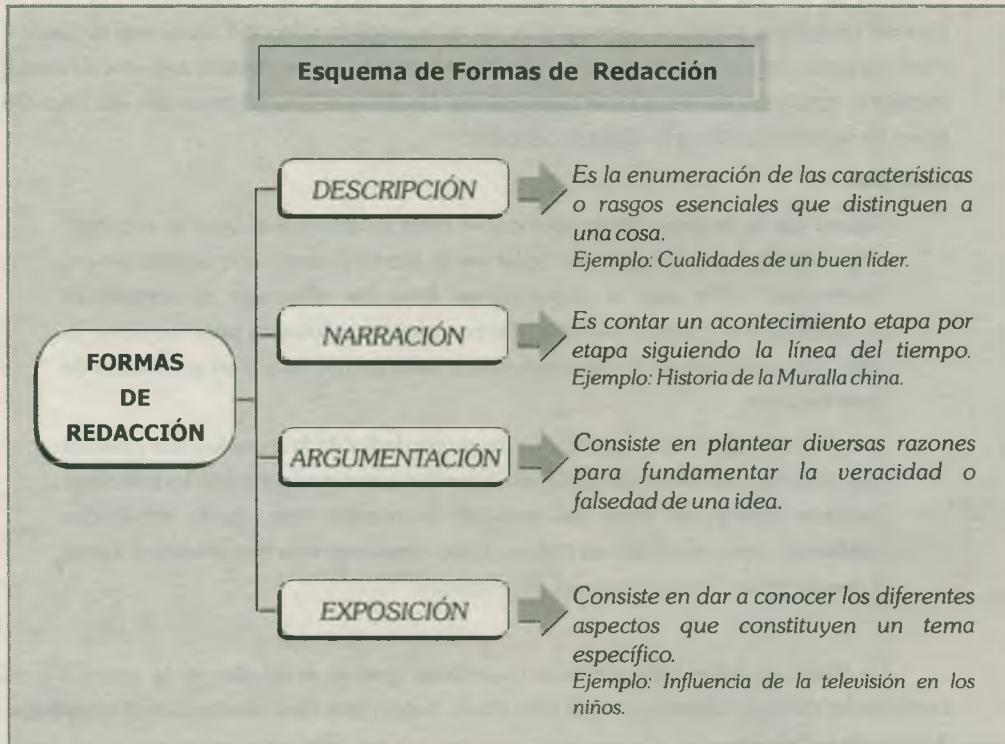 Esquema de Formas de Redacción
FORMAS
DE
REDACCIÓN
DESCRIPCIÓN
Es la enumeración de las características
o rasgos esenciales que distinguen a
una cosa.
Ejemplo: Cualidades de un buen líder.
NARRACIÓN
Es contar un acontecimiento etapa por
etapa siguiendo la línea del tiempo.
Ejemplo: Historia de la Muralla china.
ARGUMENTACIÓN
Consiste en plantear diversas razones
para fundamentar la veracidad o
falsedad de una idea.
EXPOSICIÓN
Consiste en dar a conocer los diferentes
aspectos que constituyen un tema
específico.
Ejemplo: Influencia de la televisión en los
niños.